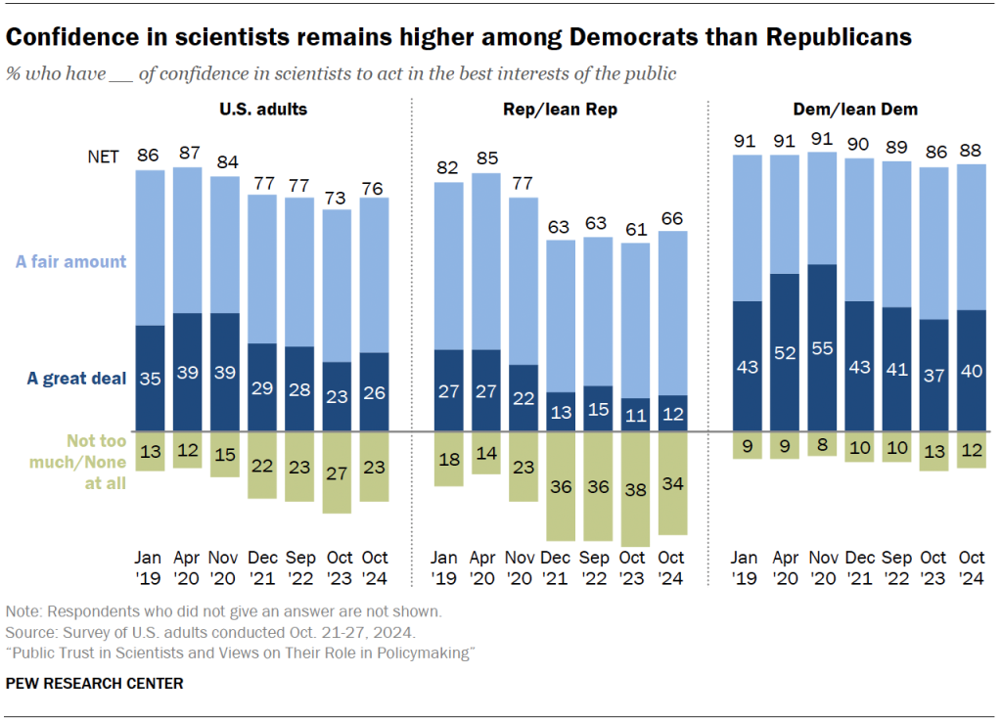 Confidence in scientists remains higher among Democrats than Republicans
% who have __ of confidence in scientists to act in the best interests of the public
U.S. adults
NET 86 87 84 77 77 73 76
A fair amount
A great deal 35 39 39 29 28 23 26
Not too
much/None
at all
13 12 15 22 23 27 23
Jan Apr Nov Dec Sep Oct Oct
'19 '20 '20 '21 '22 '23 '24
Rep/lean Rep
82 85 77 63 63 61 66
27 27 22 13 15 11 12
18 14 23 36 36 38 34
Jan Apr Nov Dec Sep Oct Oct
'19 '20 '20 '21 '22 '23 '24
Dem/lean Dem
91 91 91 90 89 86 88
43 52 55 43 41 37 40
9 9 8 10 10 13 12
Jan Apr Nov Dec Sep Oct Oct
'19 '20 '20 '21 '22 '23 '24
Note: Respondents who did not give an answer are not shown.
Source: Survey of U.S. adults conducted Oct. 21-27, 2024.
“Public Trust in Scientists and Views on Their Role in Policymaking”
PEW RESEARCH CENTER